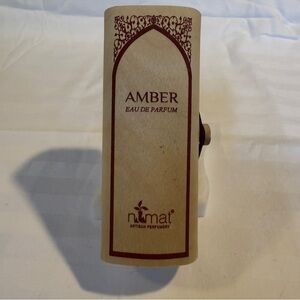 AMBER
EAU DE PARFUM
nemat®
ARTISAN PERFUMERY